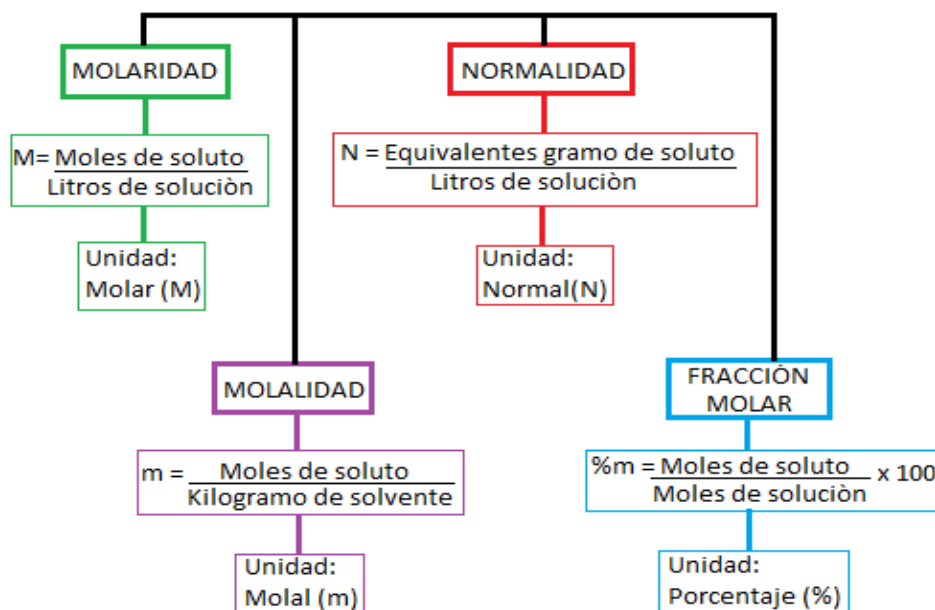 MOLARIDAD
M= Moles de soluto
Litros de soluciòn
Unidad:
Molar (M)
NORMALIDAD
N = Equivalentes gramo de soluto
Litros de soluciòn
Unidad:
Normal(N)
MOLALIDAD
m = Moles de soluto
Kilogramo de solvente
Unidad:
Molal (m)
FRACCIÒN
MOLAR
%m = Moles de soluto x 100
Moles de soluciòn
Unidad:
Porcentaje (%)